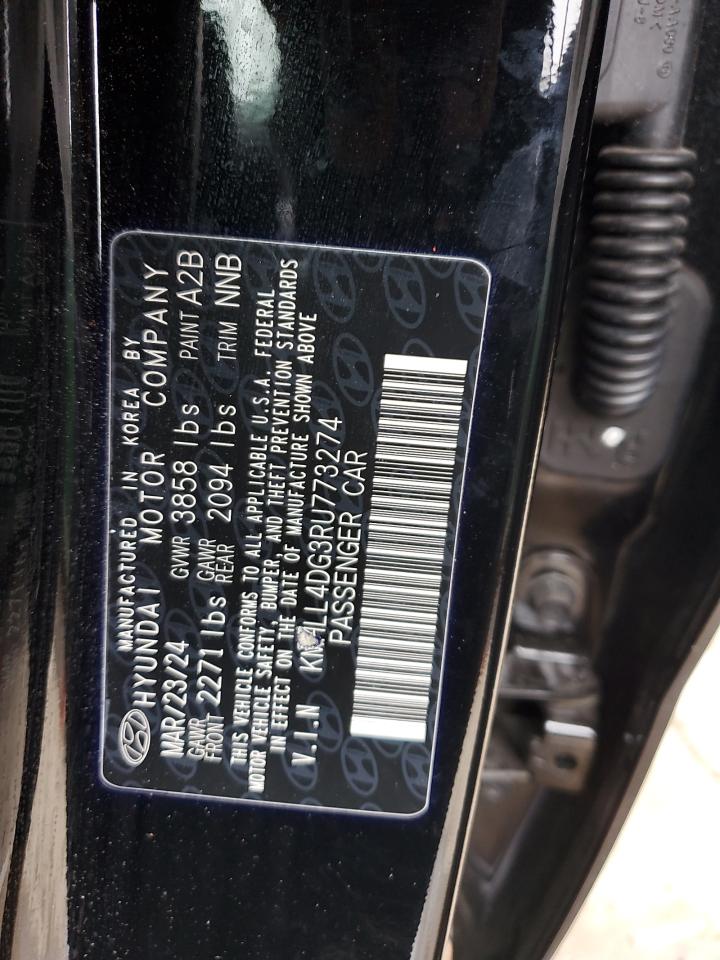 MANUFACTURED IN KOREA BY
HYUNDAI MOTOR COMPANY
MAR/23/24 GVWR 3858 lbs PAINT A2B
GAWR FRONT 2271 lbs GAWR REAR 2094 lbs TRIM NNB
THIS VEHICLE CONFORMS TO ALL APPLICABLE U.S.A. FEDERAL
MOTOR VEHICLE SAFETY, BUMPER, AND THEFT PREVENTION STANDARDS
IN EFFECT ON THE DATE OF MANUFACTURE SHOWN ABOVE
V.I.N
PASSENGER CAR